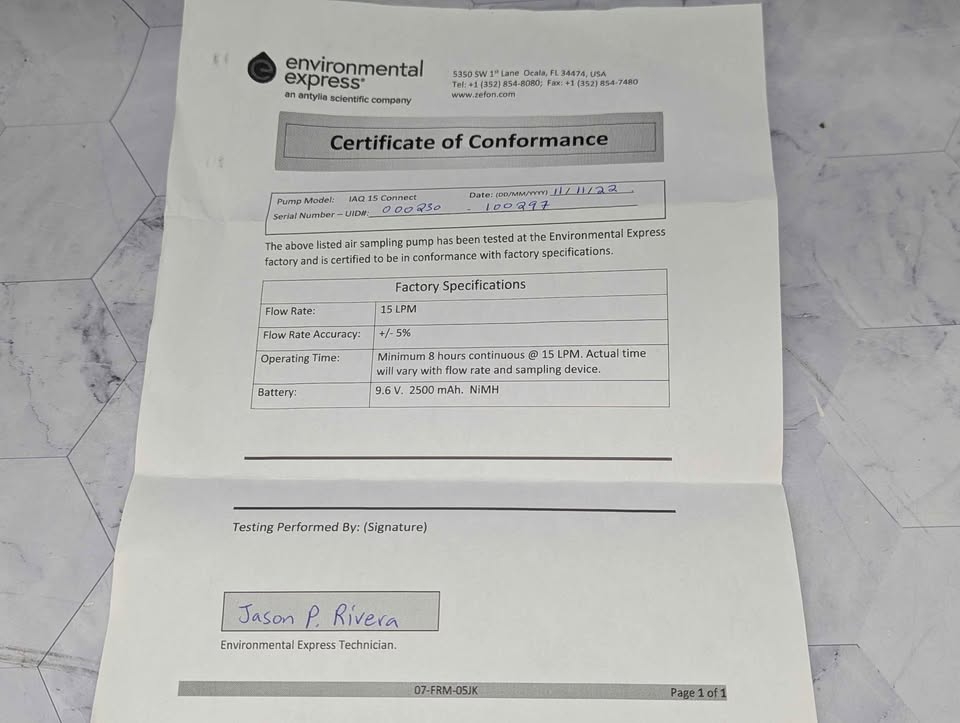 environmental
express®
an antylia scientific company
5350 SW 1st Lane Ocala, FL 34474, USA
Tel: +1 (352) 854-8080; Fax: +1 (352) 854-7480
www.zefon.com
Certificate of Conformance
Pump Model: IAQ 15 Connect Date: (DD/MM/YYYY) 11/11/22
Serial Number – UID#: 000230 - 100297
The above listed air sampling pump has been tested at the Environmental Express
factory and is certified to be in conformance with factory specifications.
Factory Specifications
Flow Rate: 15 LPM
Flow Rate Accuracy: +/- 5%
Operating Time: Minimum 8 hours continuous @ 15 LPM. Actual time
will vary with flow rate and sampling device.
Battery: 9.6 V. 2500 mAh. NiMH
Testing Performed By: (Signature)
Jason P. Rivera
Environmental Express Technician.
07-FRM-05JK Page 1 of 1